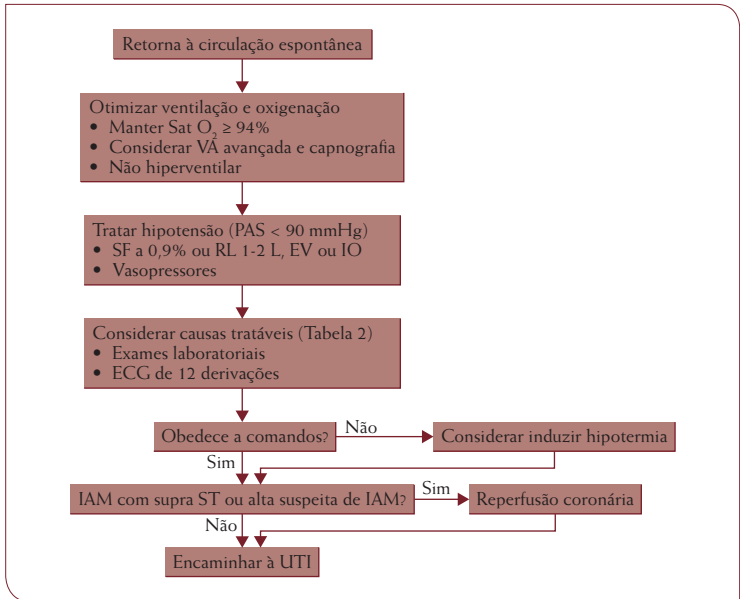 Retorna à circulação espontânea
Otimizar ventilação e oxigenação
• Manter Sat O₂ ≥ 94%
• Considerar VA avançada e capnografia
• Não hiperventilar
Tratar hipotensão (PAS < 90 mmHg)
• SF a 0,9% ou RL 1-2 L, EV ou IO
• Vasopressores
Considerar causas tratáveis (Tabela 2)
• Exames laboratoriais
• ECG de 12 derivações
Obedece a comandos?
Não
Considerar induzir hipotermia
Sim
IAM com supra ST ou alta suspeita de IAM?
Sim
Reperfusão coronária
Não
Encaminhar à UTI